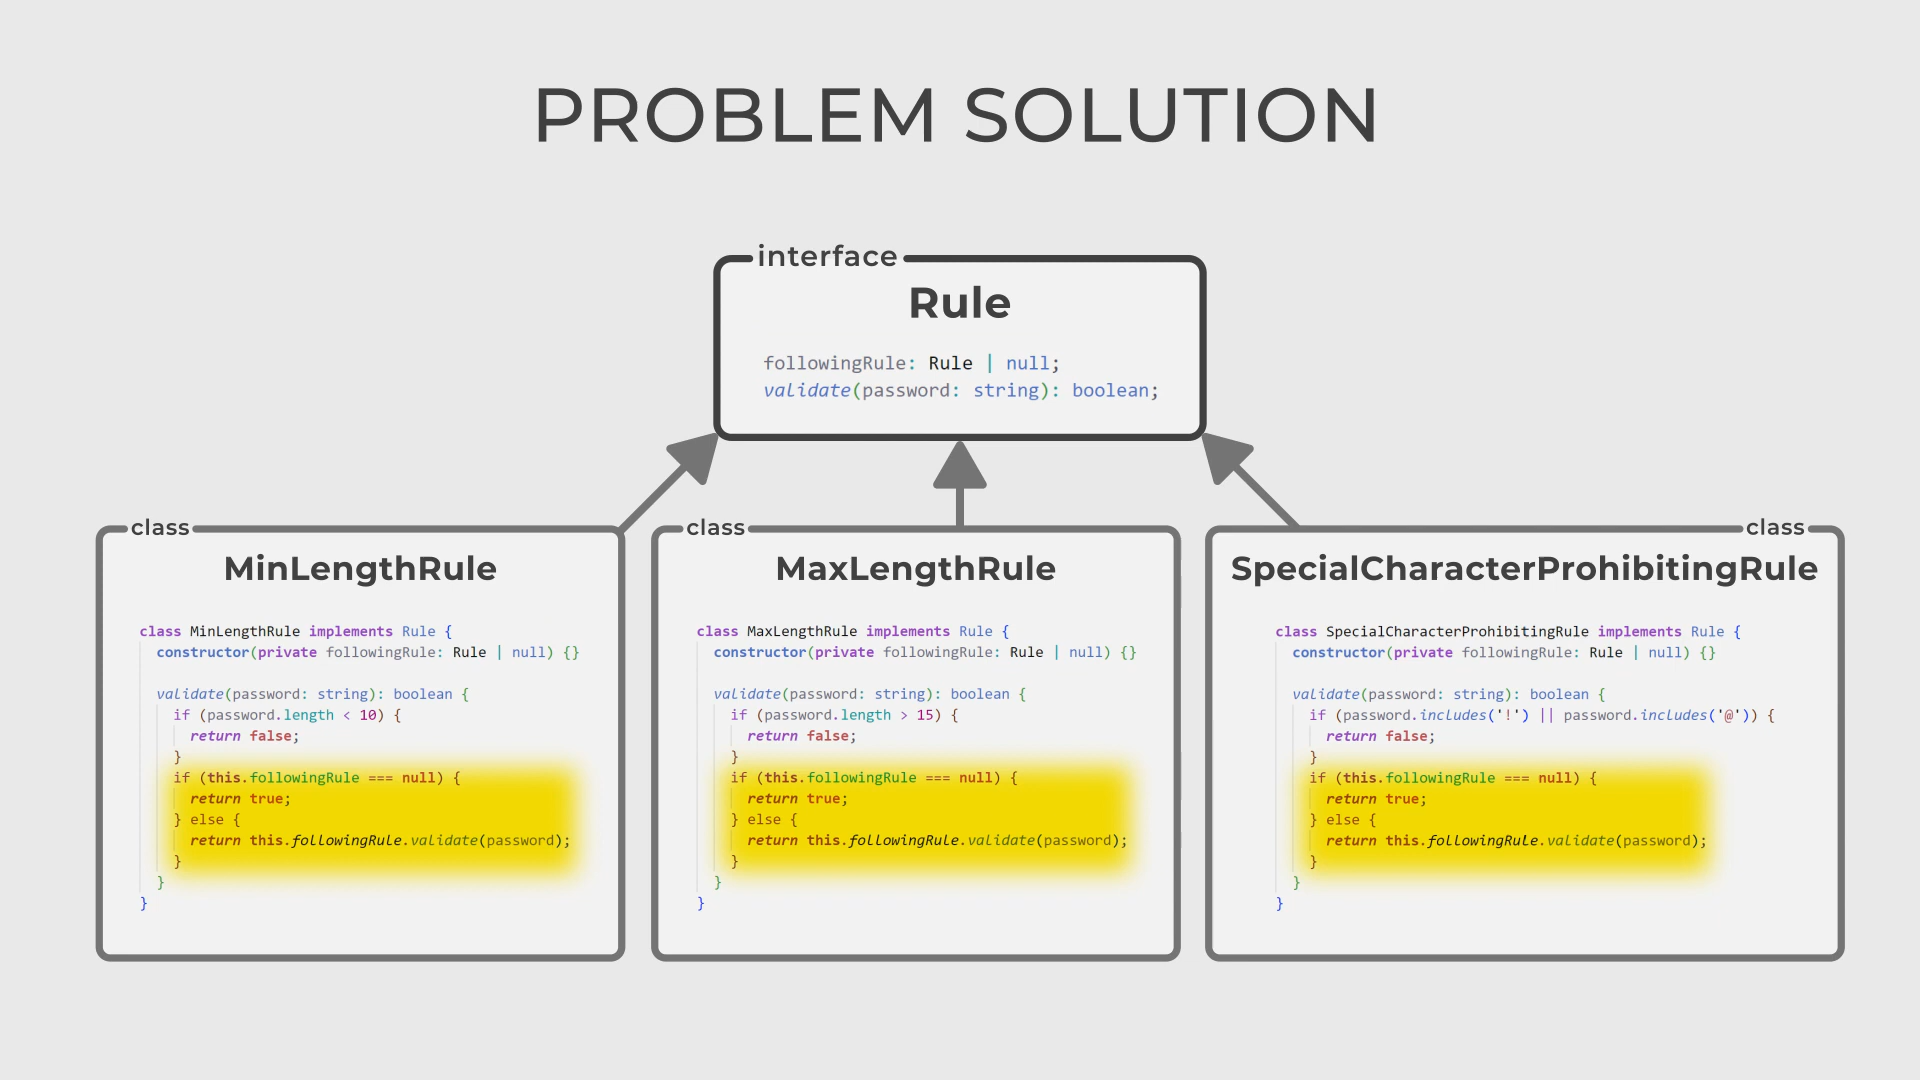 PROBLEM SOLUTION
interface
Rule
followingRule: Rule | null;
validate(password: string): boolean;
class
MinLengthRule
class MinLengthRule implements Rule {
constructor(private followingRule: Rule | null) {}
validate(password: string): boolean {
if (password.length < 10) {
return false;
}
if (this.followingRule === null) {
return true;
} else {
return this.followingRule.validate(password);
}
}
}
class
MaxLengthRule
class MaxLengthRule implements Rule {
constructor(private followingRule: Rule | null) {}
validate(password: string): boolean {
if (password.length > 15) {
return false;
}
if (this.followingRule === null) {
return true;
} else {
return this.followingRule.validate(password);
}
}
}
class
SpecialCharacterProhibitingRule
class SpecialCharacterProhibitingRule implements Rule {
constructor(private followingRule: Rule | null) {}
validate(password: string): boolean {
if (password.includes('!') || password.includes('@')) {
return false;
}
if (this.followingRule === null) {
return true;
} else {
return this.followingRule.validate(password);
}
}
}